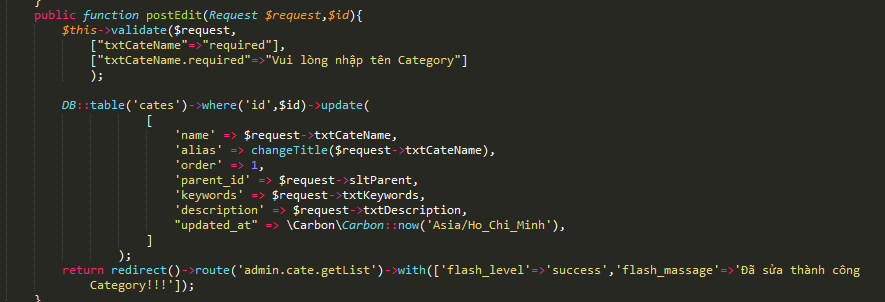 }
public function postEdit(Request $request,$id){
$this->validate($request,
["txtCateName"=>"required"],
["txtCateName.required"=>"Vui lòng nhập tên Category"]
);
DB::table('cates')->where('id',$id)->update(
[
'name' => $request->txtCateName,
'alias' => changeTitle($request->txtCateName),
'order' => 1,
'parent_id' => $request->sltParent,
'keywords' => $request->txtKeywords,
'description' => $request->txtDescription,
"updated_at" => \Carbon\Carbon::now('Asia/Ho_Chi_Minh'),
]
);
return redirect()->route('admin.cate.getList')->with(['flash_level'=>'success','flash_massage'=>'Đã sửa thành công
Category!!!']);
}